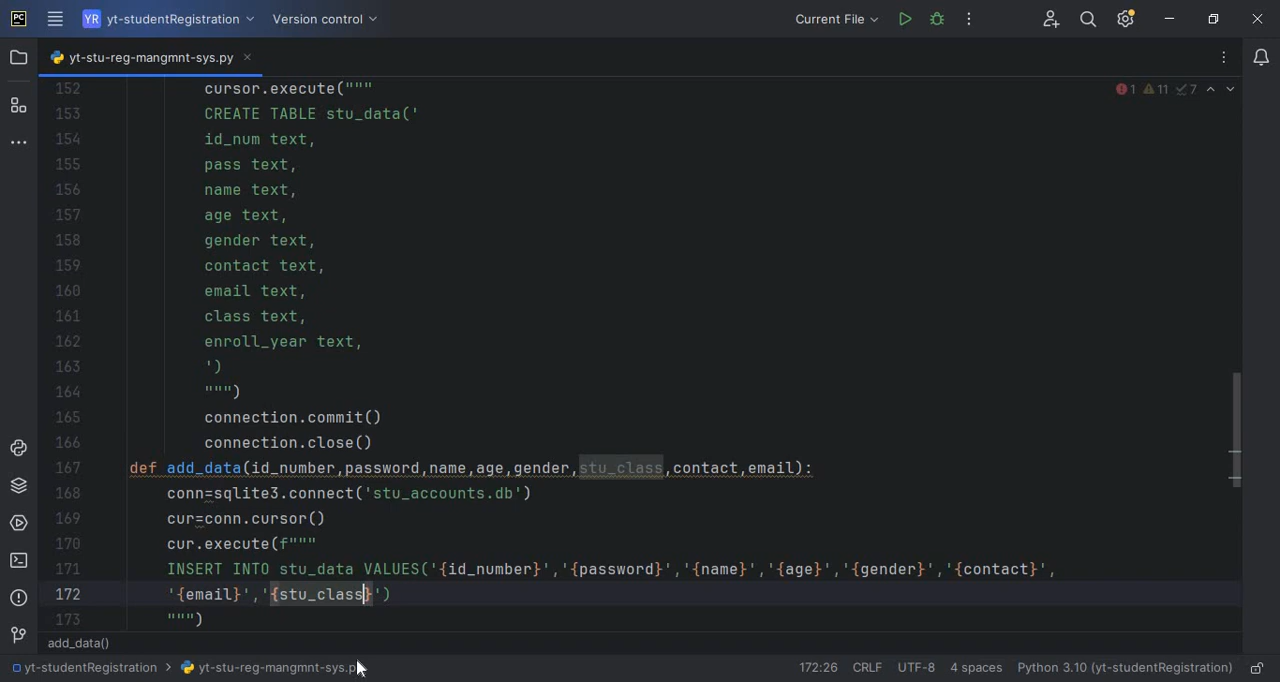 PC YR yt-studentRegistration Version control Current File
yt-stu-reg-mangmnt-sys.py
152 cursor.execute(""" 1 11 7
153 CREATE TABLE stu_data('
154 id_num text,
155 pass text,
156 name text,
157 age text,
158 gender text,
159 contact text,
160 email text,
161 class text,
162 enroll_year text,
163 ')
164 """)
165 connection.commit()
166 connection.close()
167 def add_data(id_number,password,name,age,gender,stu_class,contact,email):
168 conn=sqlite3.connect('stu_accounts.db')
169 cur=conn.cursor()
170 cur.execute(f"""
171 INSERT INTO stu_data VALUES('{id_number}','{password}','{name}','{age}','{gender}','{contact}',
172 '{email}','{stu_class}')
173 """)
add_data()
yt-studentRegistration yt-stu-reg-mangmnt-sys.p 172:26 CRLF UTF-8 4 spaces Python 3.10 (yt-studentRegistration)